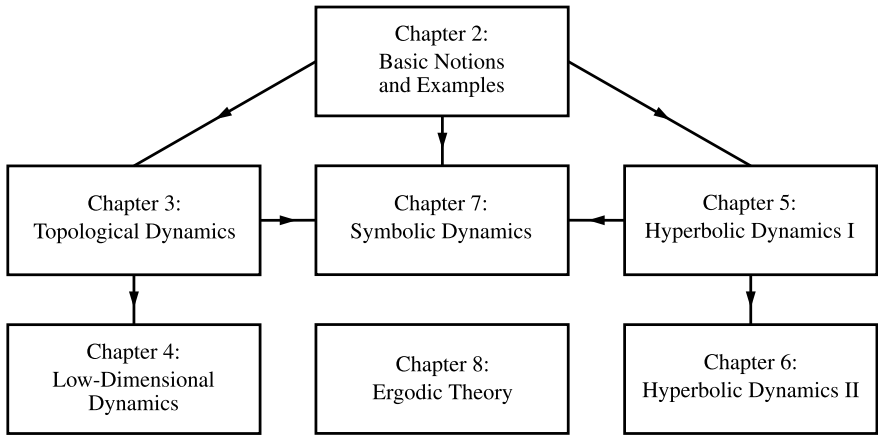 Chapter 2:
Basic Notions
and Examples
Chapter 3:
Topological Dynamics
Chapter 7:
Symbolic Dynamics
Chapter 5:
Hyperbolic Dynamics I
Chapter 4:
Low-Dimensional
Dynamics
Chapter 8:
Ergodic Theory
Chapter 6:
Hyperbolic Dynamics II